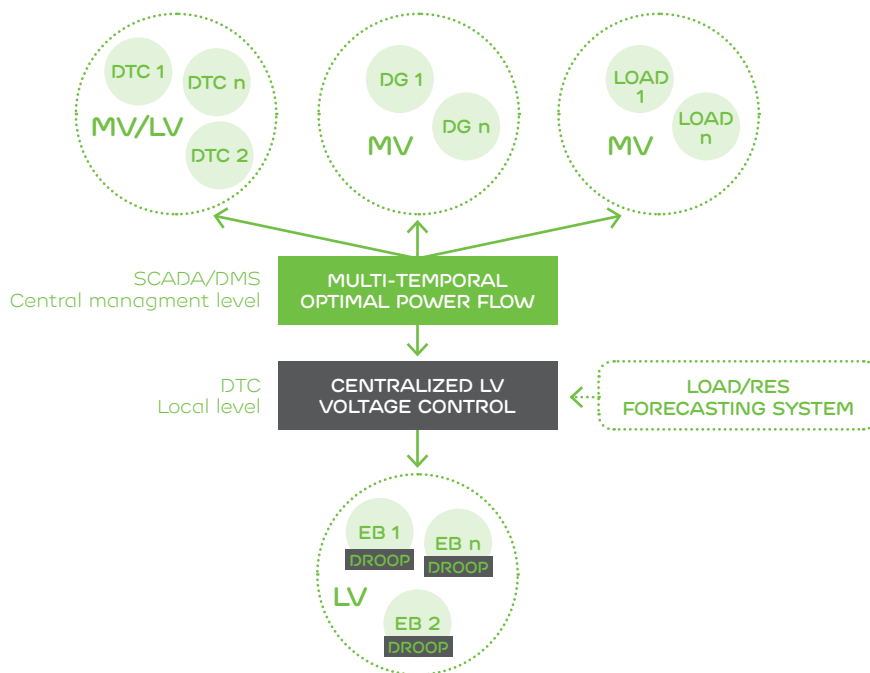 DTC 1
DTC n
MV/LV
DTC 2
DG 1
DG n
MV
LOAD
1
LOAD
n
MV
SCADA/DMS
Central managment level
MULTI-TEMPORAL
OPTIMAL POWER FLOW
DTC
Local level
CENTRALIZED LV
VOLTAGE CONTROL
LOAD/RES
FORECASTING SYSTEM
EB 1
DROOP
EB n
DROOP
LV
EB 2
DROOP